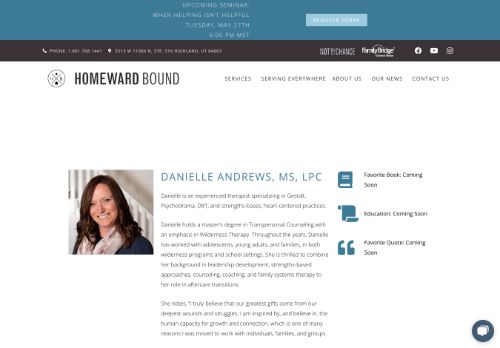 UPCOMING SEMINAR:
WHEN HELPING ISN'T HELPFUL
TUESDAY, MAY 27TH
6:00 PM MST
REGISTER TODAY
PHONE: 1.801.768.1441
5513 W 11000 N, STE. 316 HIGHLAND, UT 84003
NOTBYCHANCE
FamilyBridge
HOMEWARD BOUND
SERVICES
SERVING EVERYWHERE
ABOUT US
OUR NEWS
CONTACT US
DANIELLE ANDREWS, MS, LPC
Danielle is an experienced therapist specializing in Gestalt,
Psychodrama, DBT, and strengths-bases, heart-centered practices.
Danielle holds a master's degree in Transpersonal Counseling with
an emphasis in Wilderness Therapy. Throughout the years, Danielle
has worked with adolescents, young adults, and families, in both
wilderness programs and school settings. She is thrilled to combine
her background in leadership development, strengths-based
approaches, counseling, coaching, and family systems therapy to
her role in aftercare transitions.
She notes, "I truly believe that our greatest gifts come from our
deepest wounds and struggles. I am inspired by, and believe in, the
human capacity for growth and connection, which is one of many
reasons I was moved to work with individuals, families, and groups
Favorite Book: Coming
Soon
Education: Coming Soon
Favorite Quote: Coming
Soon